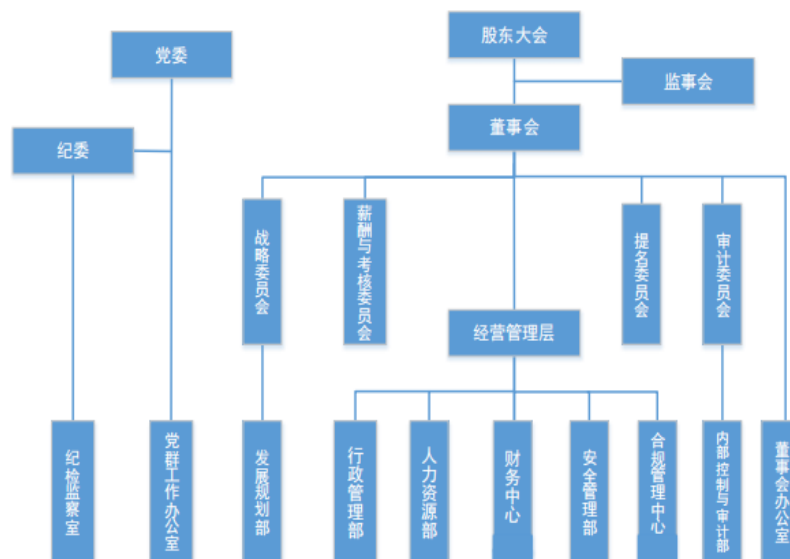 股东大会
党委
监事会
董事会
纪委
战略委员会
薪酬与考核委员会
提名委员会
审计委员会
经营管理层
纪检监察室
党群工作办公室
发展规划部
行政管理部
人力资源部
财务中心
安全管理部
合规管理中心
内部控制与审计部
董事会办公室